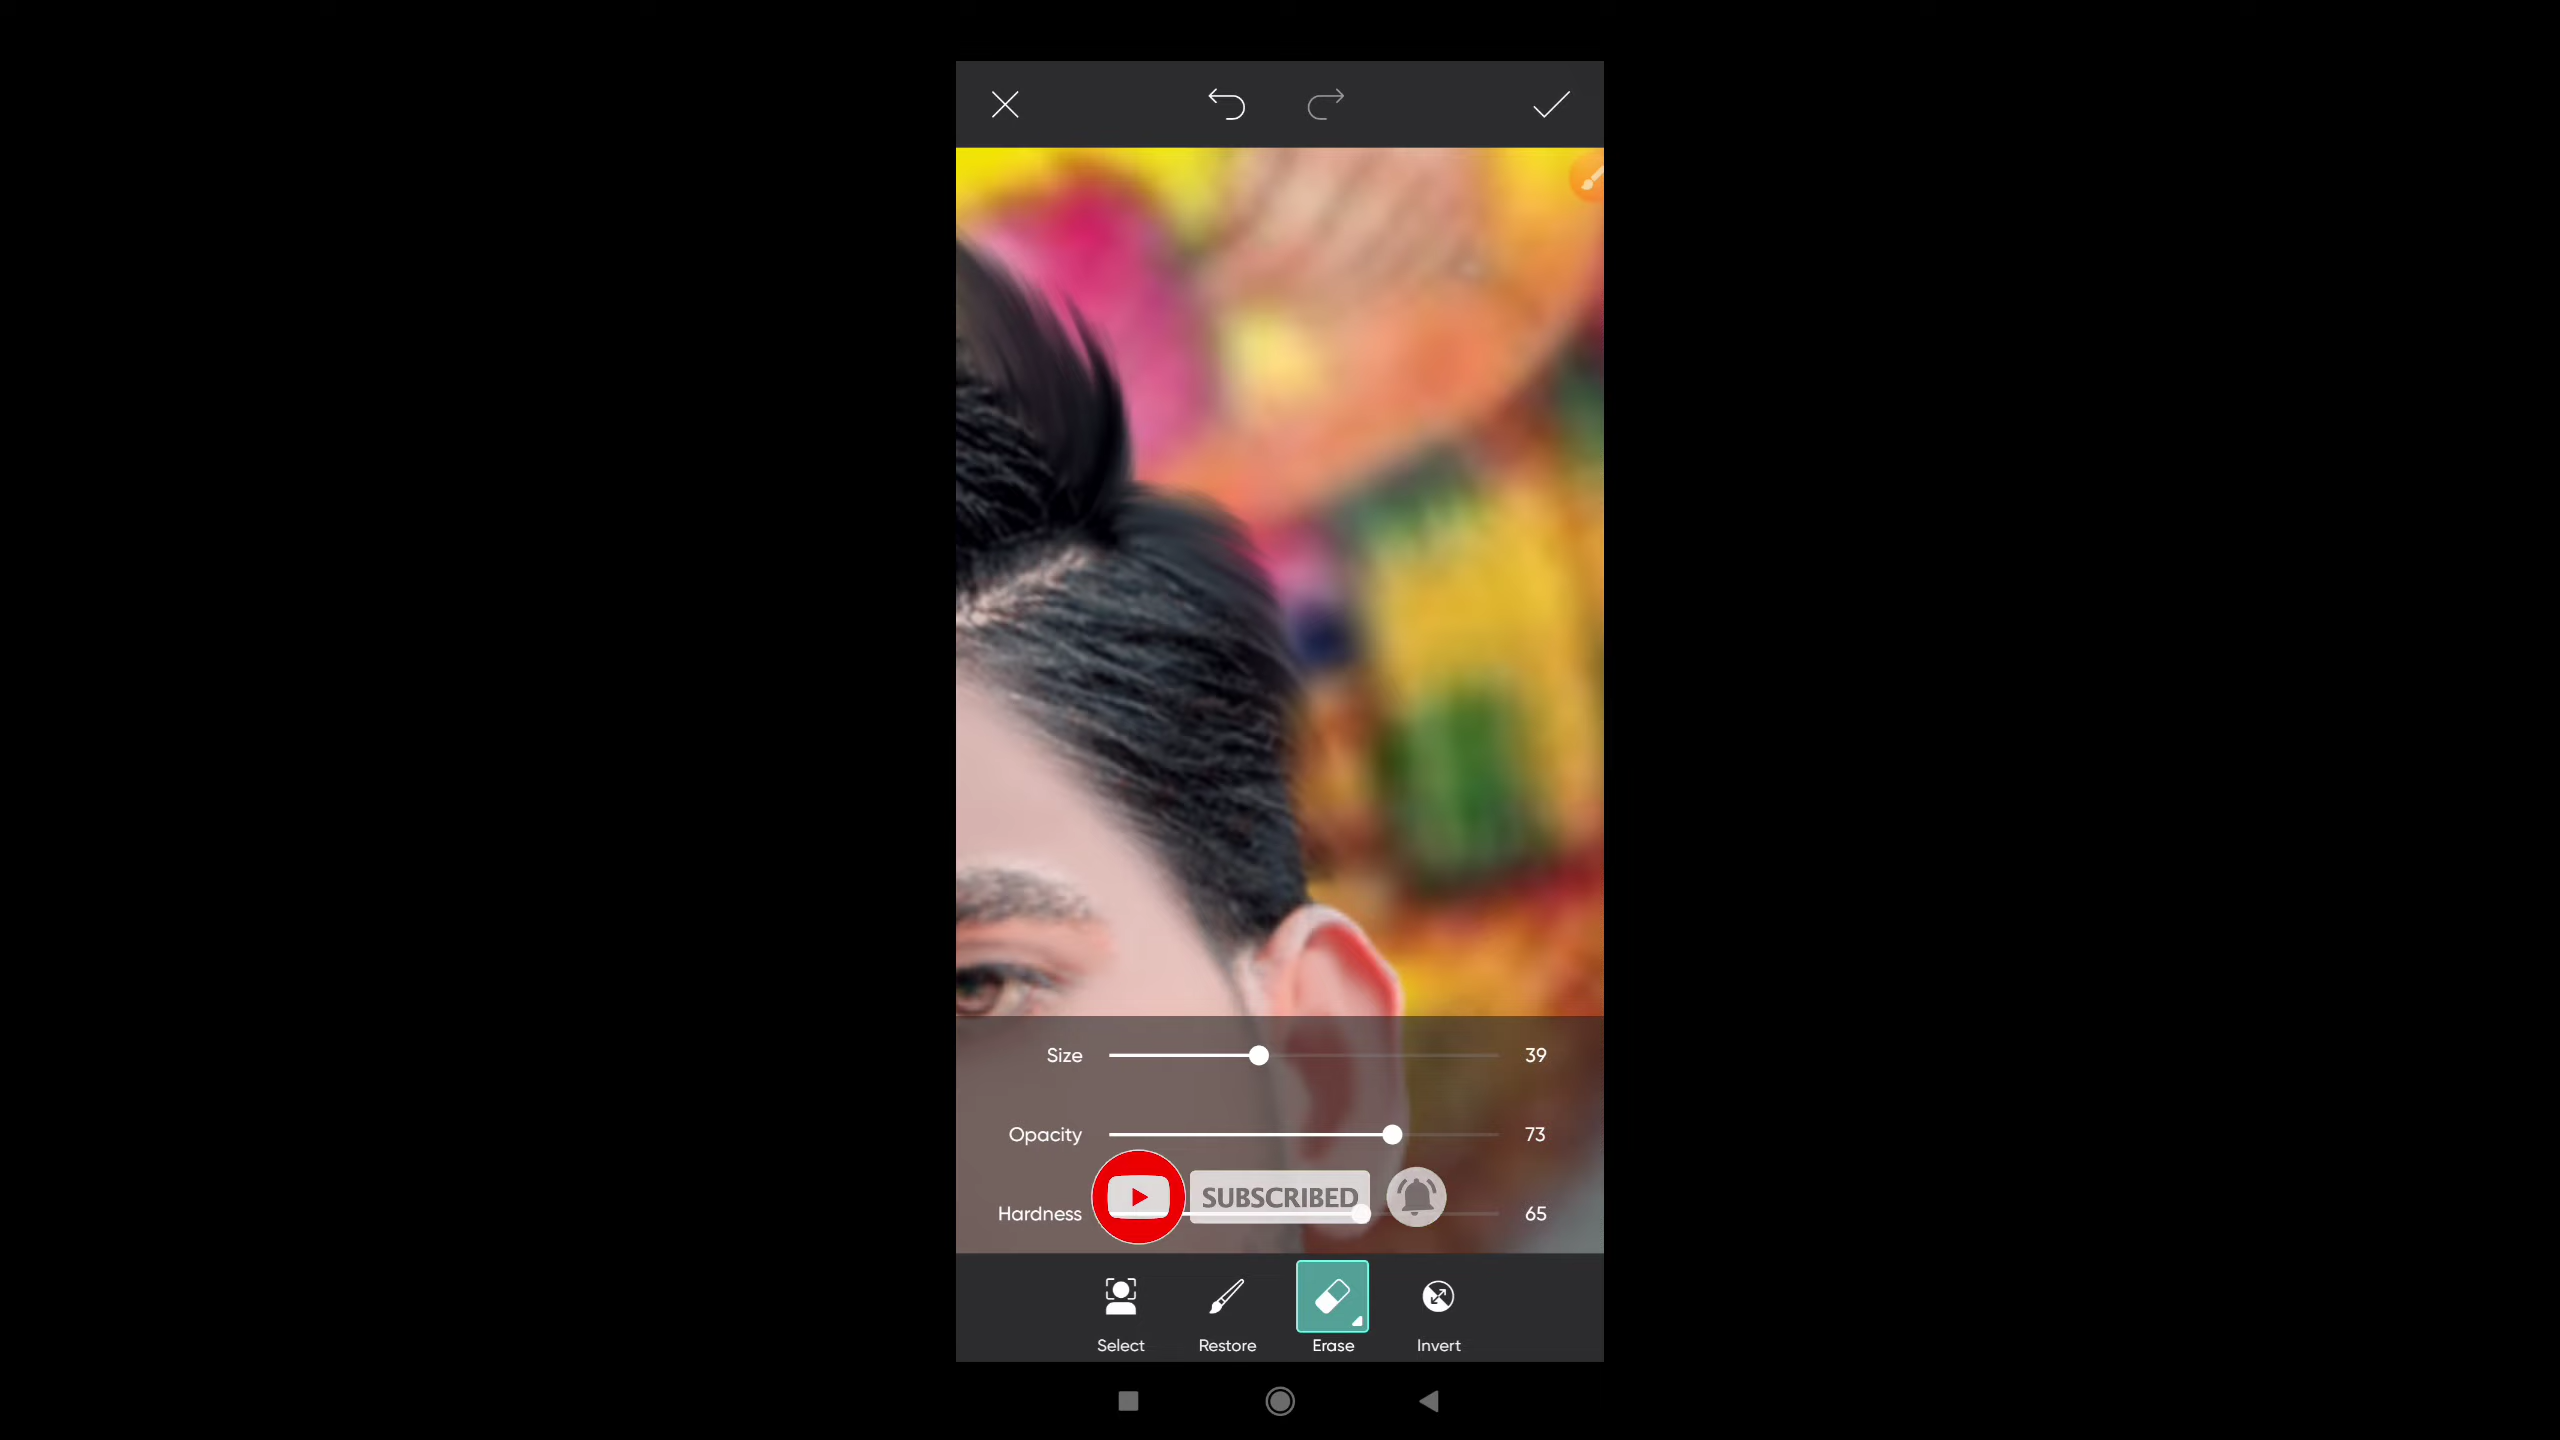 Size 39
Opacity 73
SUBSCRIBED
Hardness 65
Select Restore Erase Invert